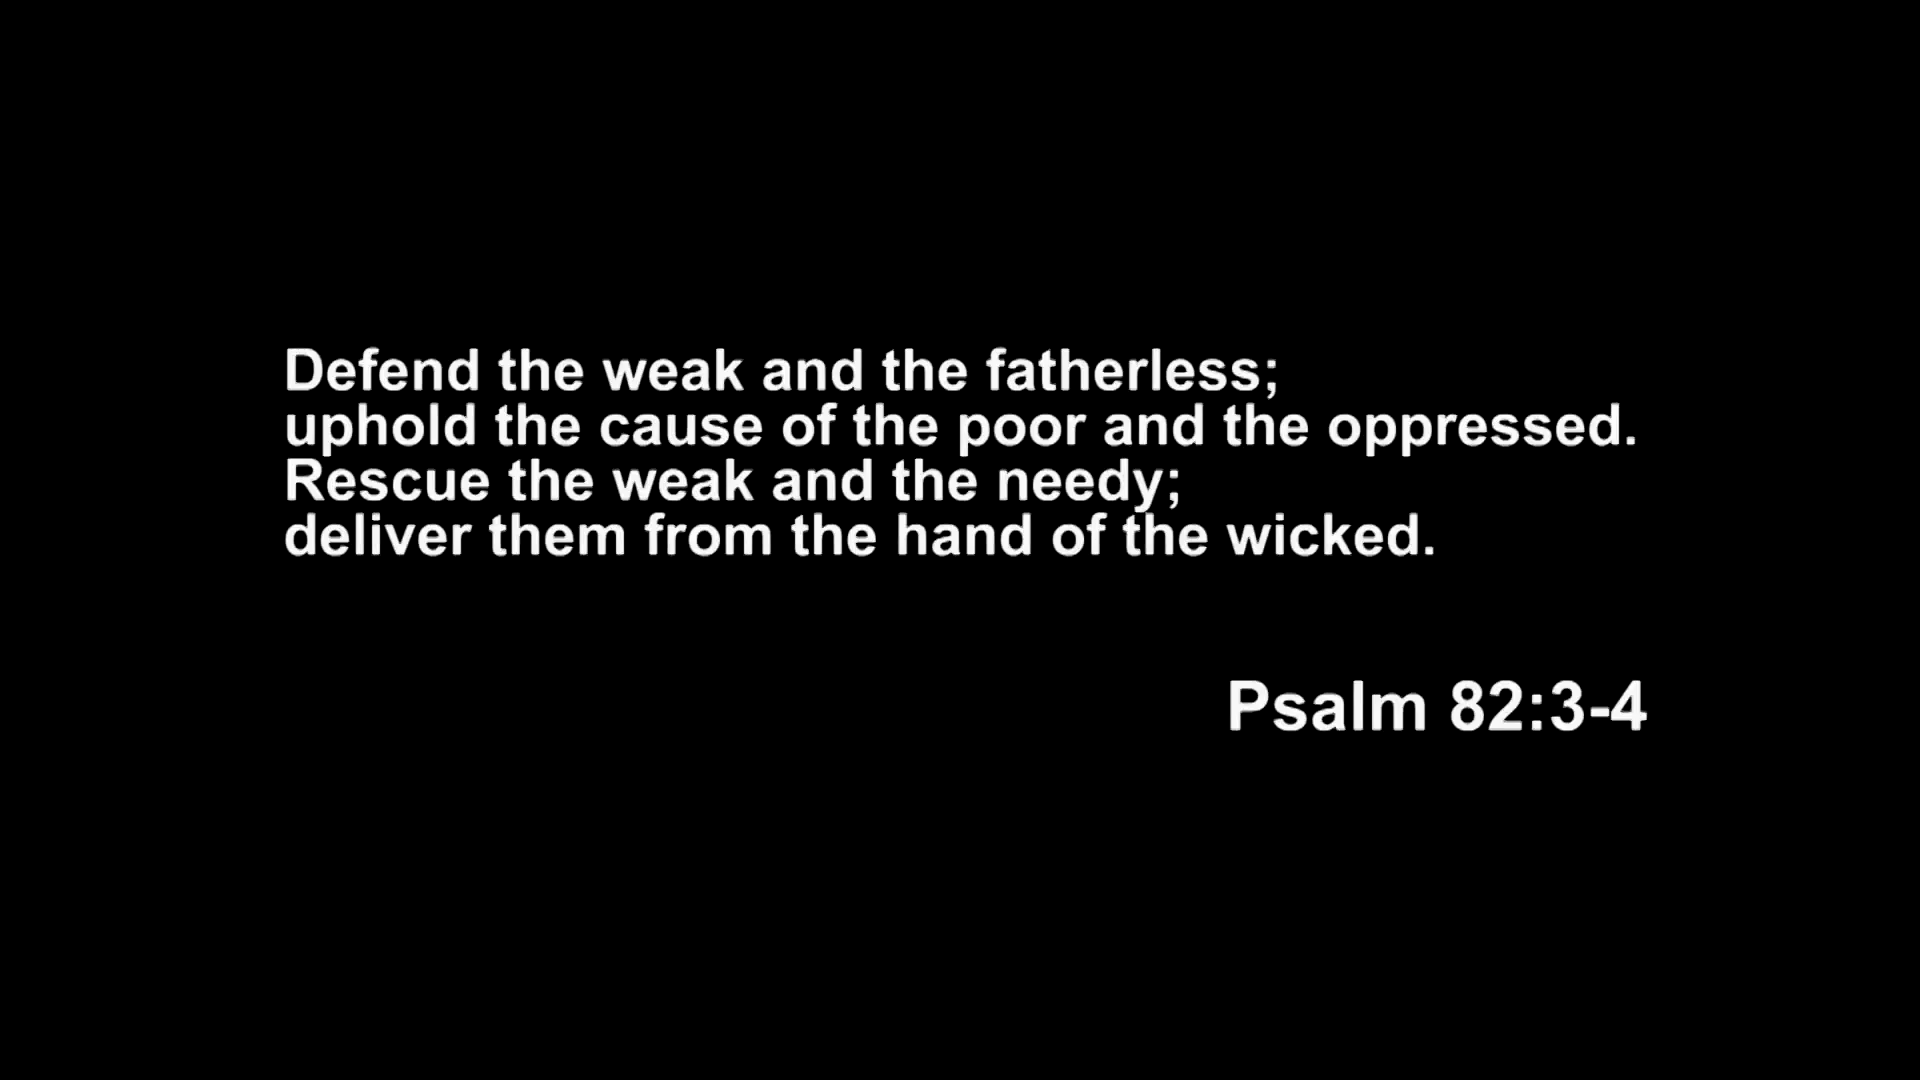 Defend the weak and the fatherless;
uphold the cause of the poor and the oppressed.
Rescue the weak and the needy;
deliver them from the hand of the wicked.
Psalm 82:3-4